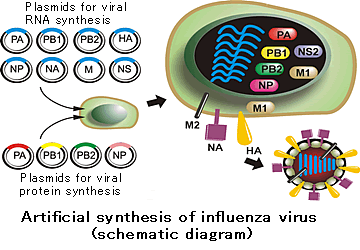 Plasmids for viral
RNA synthesis
PA PB1 PB2 HA
NP NA M NS
PA PB1 PB2 NP
Plasmids for viral
protein synthesis
PA
PB1 NS2
PB2 M1
NP
M1
M2
NA HA
Artificial synthesis of influenza virus
(schematic diagram)